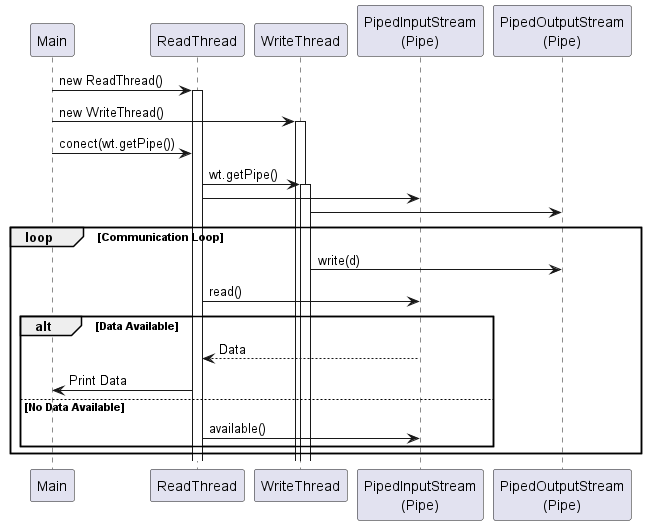 Main
ReadThread
WriteThread
PipedInputStream
(Pipe)
PipedOutputStream
(Pipe)
new ReadThread()
new WriteThread()
conect(wt.getPipe())
wt.getPipe()
loop [Communication Loop]
write(d)
read()
alt [Data Available]
Data
Print Data
[No Data Available]
available()
Main
ReadThread
WriteThread
PipedInputStream
(Pipe)
PipedOutputStream
(Pipe)